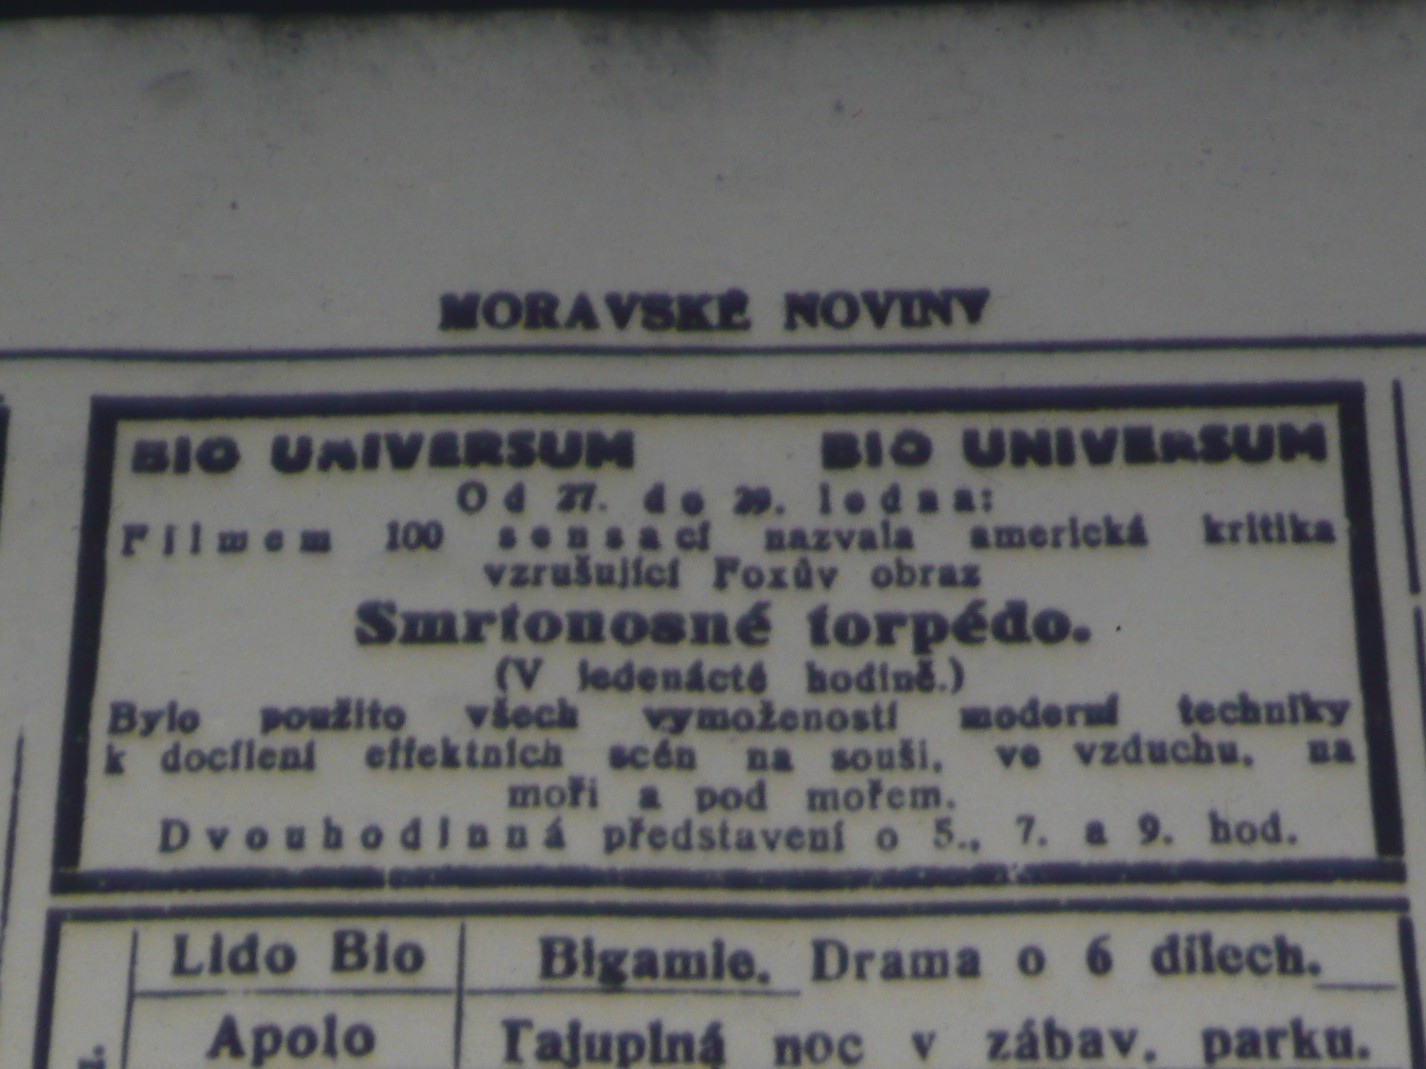 MORAVSKÉ NOVINY
BIO UNIVERSUM BIO UNIVERSUM
Od 27. do 29. ledna:
Filmem 100 sensací nazvala americká kritika
vzrušující Foxův obraz
Smrtonosné torpédo.
(V jedenácté hodině.)
Bylo použito všech vymožeností moderní techniky
k docílení effektních scén na souši, ve vzduchu, na
moři a pod mořem.
Dvouhodinná představení o 5., 7. a 9. hod.
Lido Bio Bigamie. Drama o 6 dílech.
Apolo Tajuplná noc v zábav. parku.